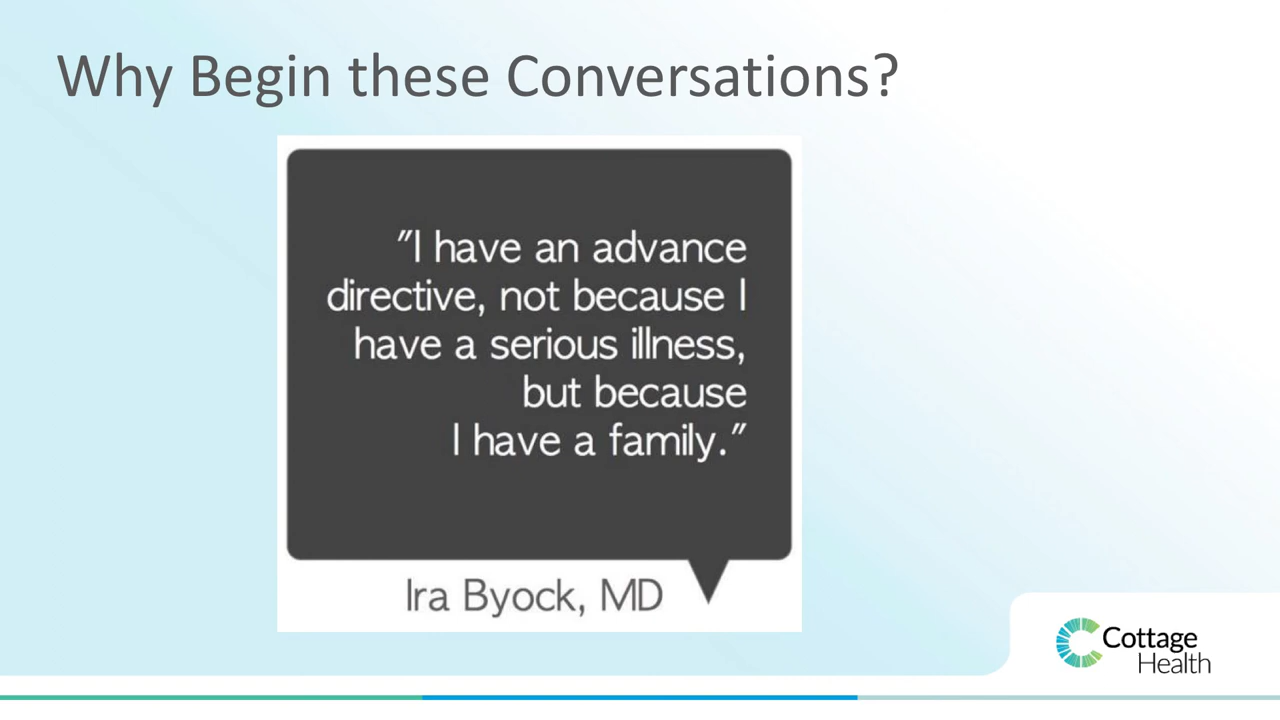 Why Begin these Conversations?
"I have an advance
directive, not because I
have a serious illness,
but because
I have a family."
Ira Byock, MD
Cottage
Health